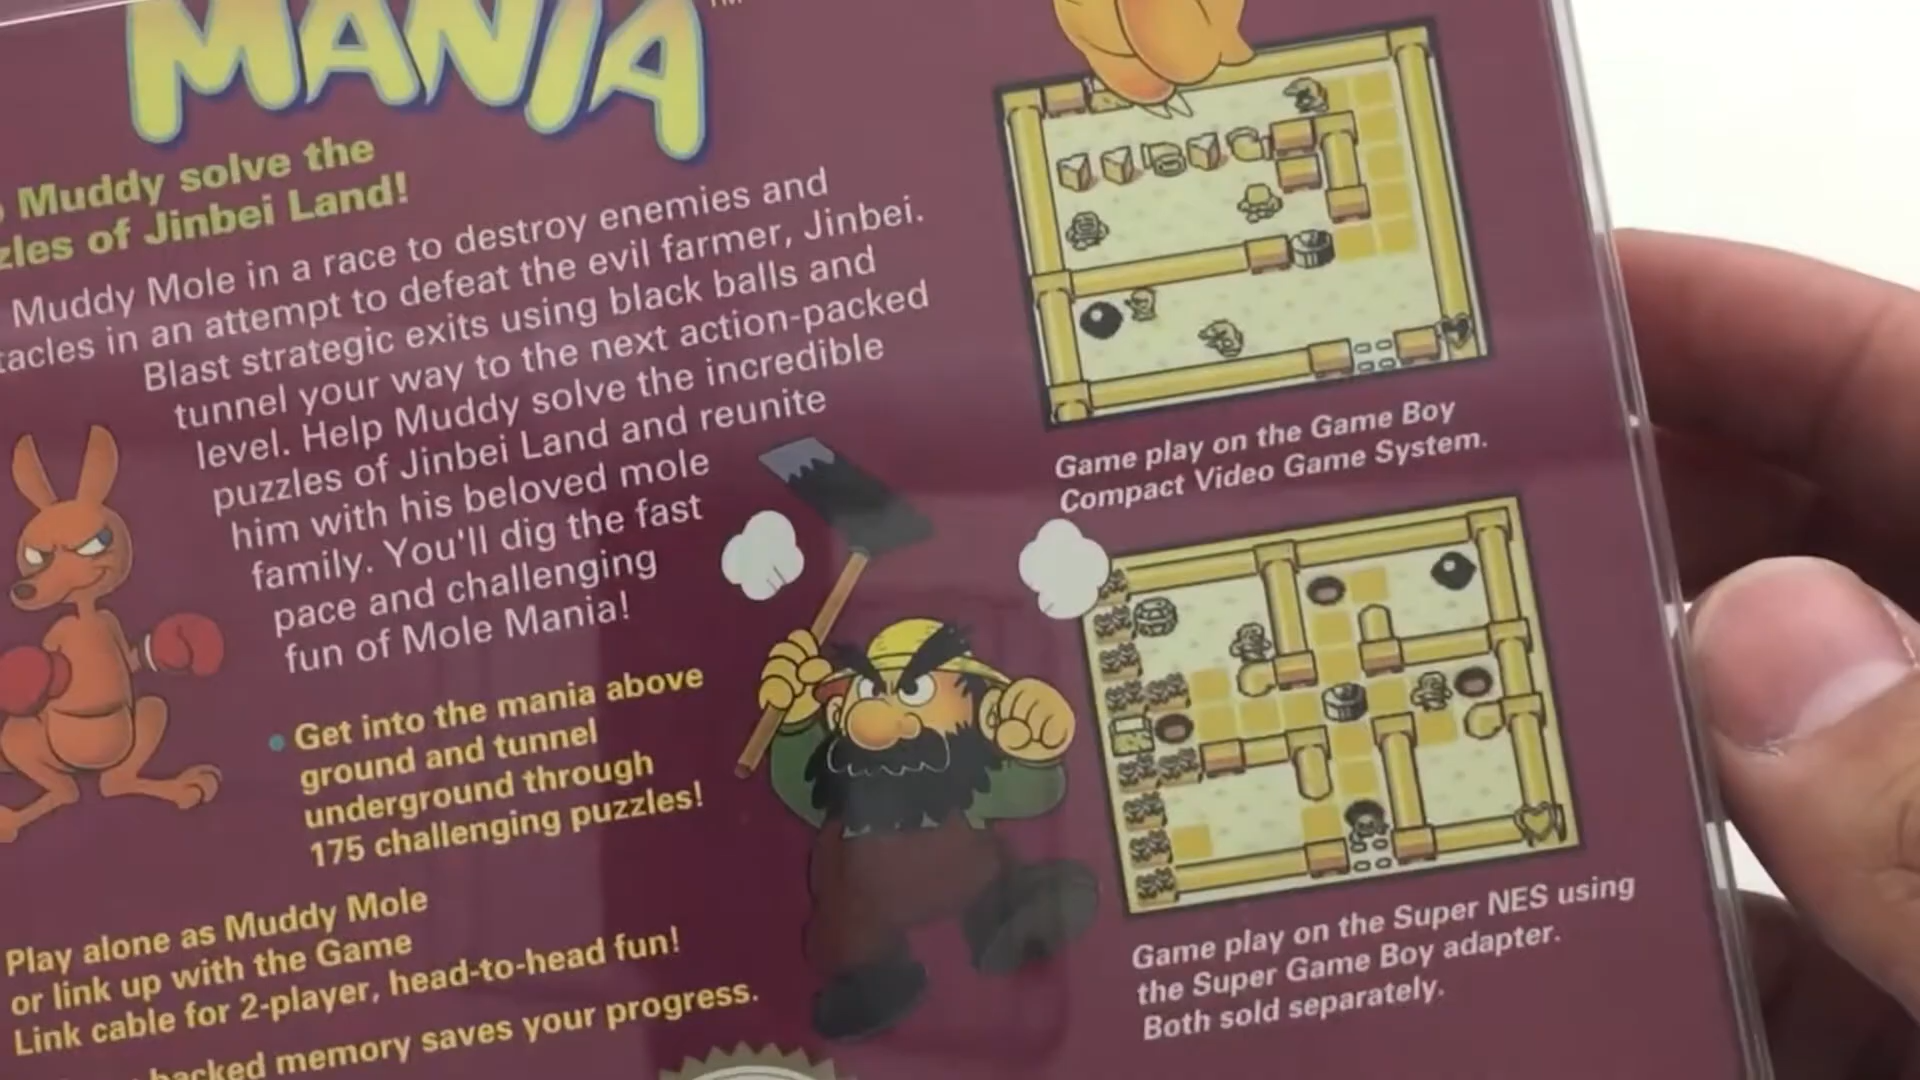 MANIA
Muddy solve the
zles of Jinbei Land!
Muddy Mole in a race to destroy enemies and
tacles in an attempt to defeat the evil farmer, Jinbei.
Blast strategic exits using black balls and
tunnel your way to the next action-packed
level. Help Muddy solve the incredible
puzzles of Jinbei Land and reunite
him with his beloved mole
family. You'll dig the fast
pace and challenging
fun of Mole Mania!
• Get into the mania above
ground and tunnel
underground through
175 challenging puzzles!
Play alone as Muddy Mole
or link up with the Game
Link cable for 2-player, head-to-head fun!
backed memory saves your progress.
Game play on the Game Boy
Compact Video Game System.
Game play on the Super NES using
the Super Game Boy adapter.
Both sold separately.